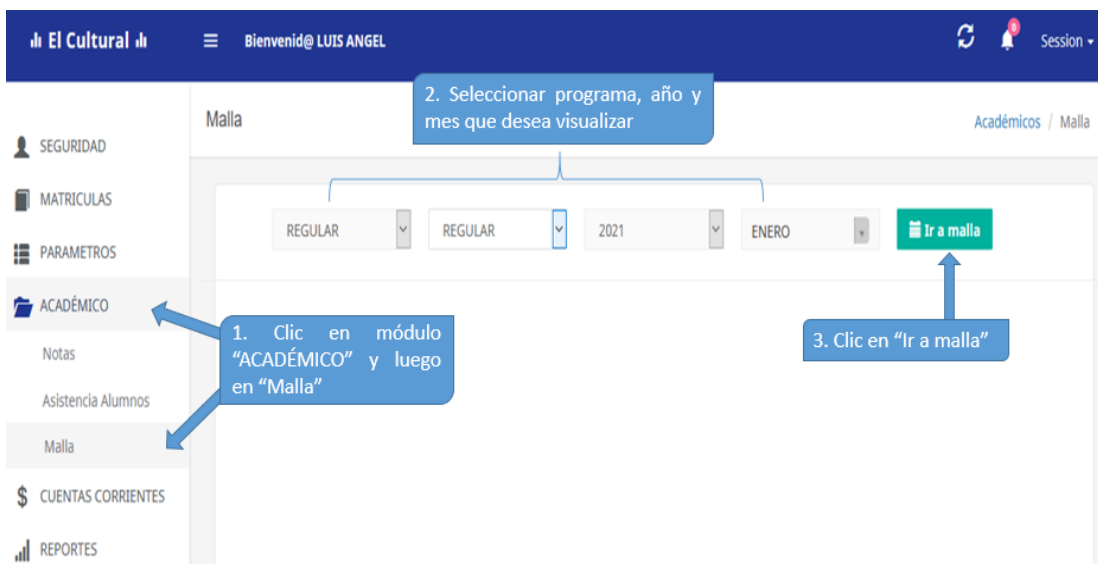 El Cultural
Bienvenid@ LUIS ANGEL
0
Session
Malla
2. Seleccionar programa, año y
mes que desea visualizar
Académicos / Malla
SEGURIDAD
MATRICULAS
PARAMETROS
ACADÉMICO
Notas
Asistencia Alumnos
Malla
CUENTAS CORRIENTES
REPORTES
REGULAR
REGULAR
2021
ENERO
Ir a malla
1. Clic en módulo
“ACADÉMICO” y luego
en “Malla”
3. Clic en “Ir a malla”